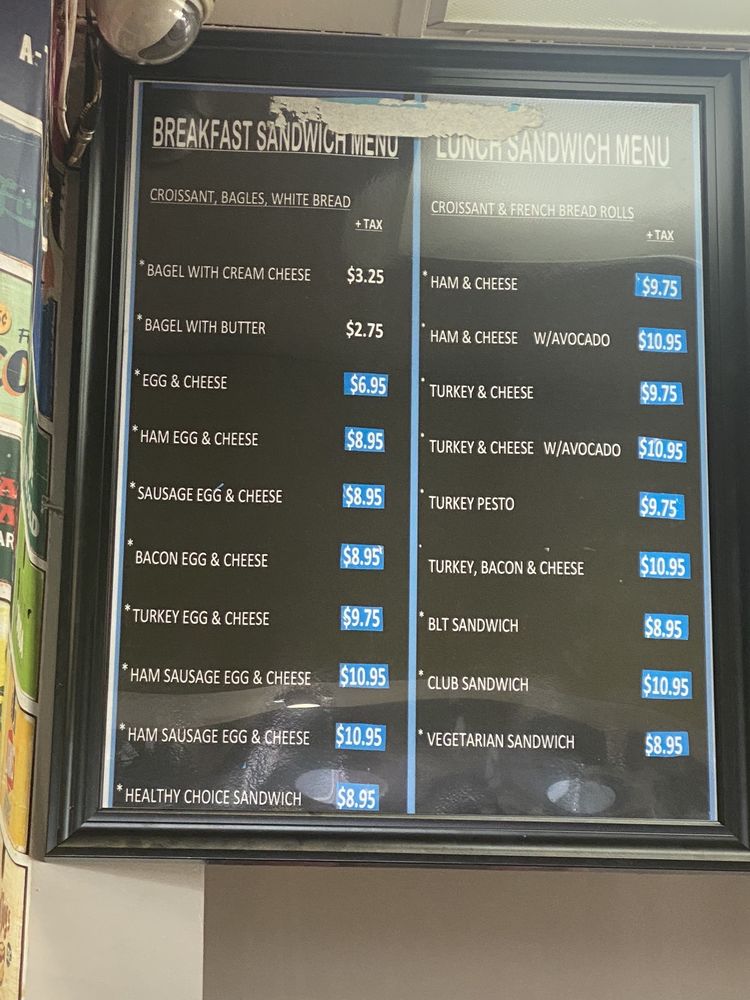 BREAKFAST SANDWICH MENU
CROISSANT, BAGLES, WHITE BREAD
+ TAX
* BAGEL WITH CREAM CHEESE $3.25
* BAGEL WITH BUTTER $2.75
* EGG & CHEESE $6.95
* HAM EGG & CHEESE $8.95
* SAUSAGE EGG & CHEESE $8.95
* BACON EGG & CHEESE $8.95
* TURKEY EGG & CHEESE $9.75
* HAM SAUSAGE EGG & CHEESE $10.95
* HAM SAUSAGE EGG & CHEESE $10.95
* HEALTHY CHOICE SANDWICH $8.95
LUNCH SANDWICH MENU
CROISSANT & FRENCH BREAD ROLLS
+ TAX
* HAM & CHEESE $9.75
* HAM & CHEESE W/AVOCADO $10.95
* TURKEY & CHEESE $9.75
* TURKEY & CHEESE W/AVOCADO $10.95
* TURKEY PESTO $9.75
* TURKEY, BACON & CHEESE $10.95
* BLT SANDWICH $8.95
* CLUB SANDWICH $10.95
* VEGETARIAN SANDWICH $8.95